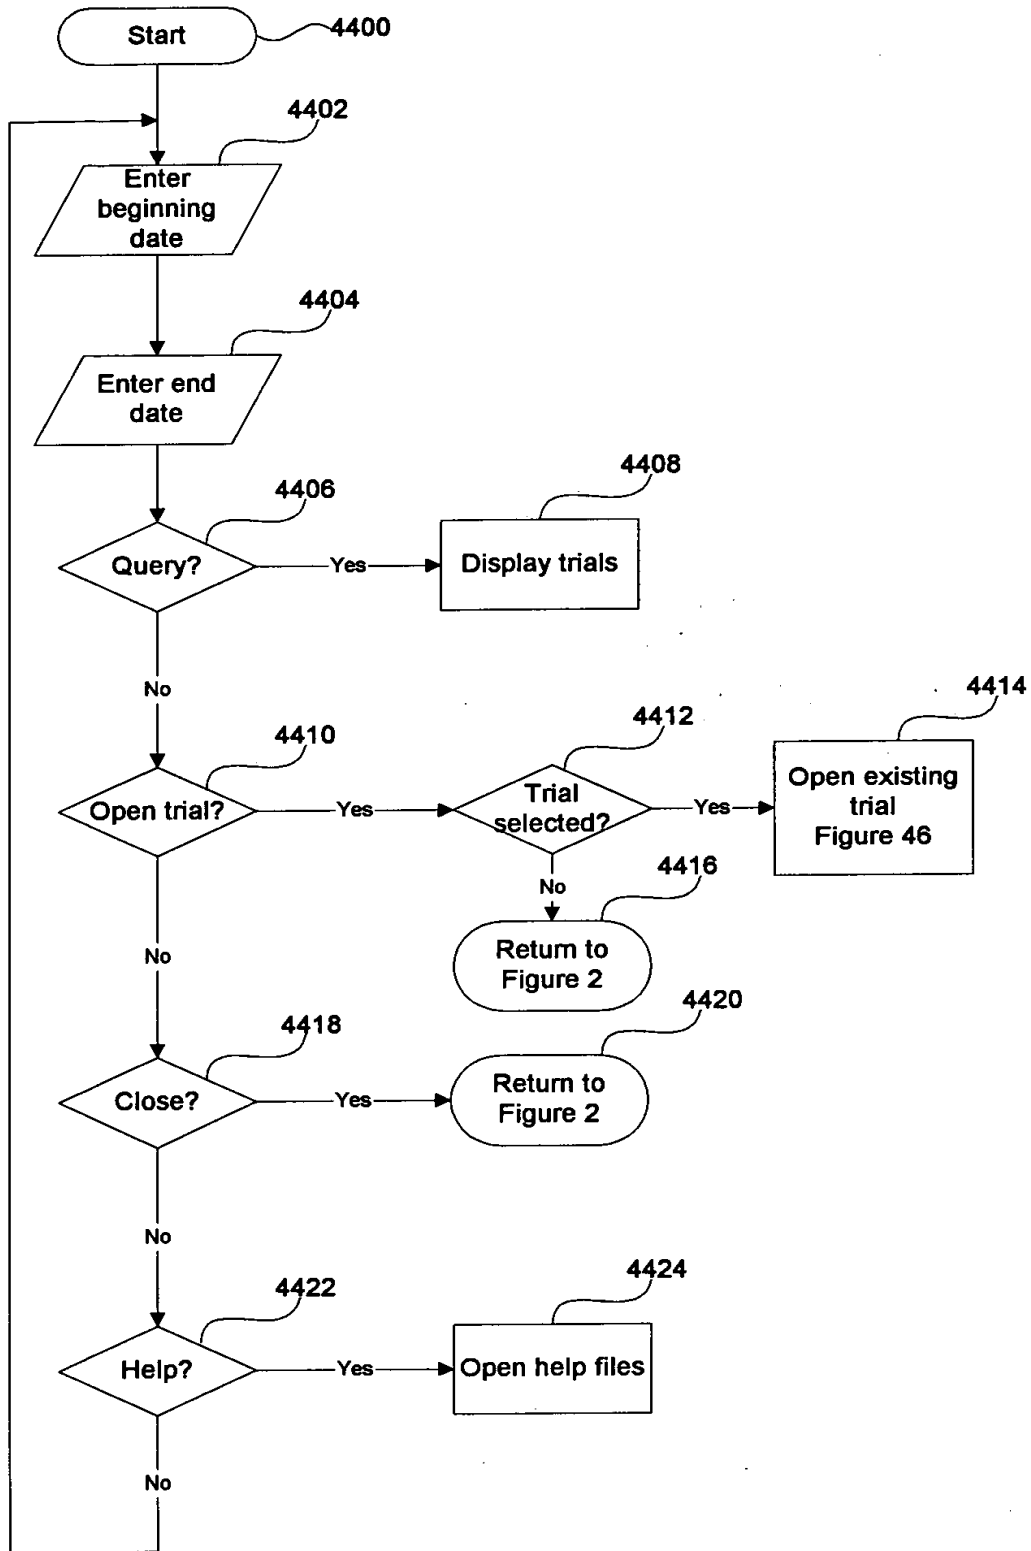 Start
4400
4402
Enter
beginning
date
4404
Enter end
date
4406
4408
Query?
Yes
Display trials
No
4410
4412
4414
Open trial?
Yes
Trial
selected?
Yes
Open existing
trial
Figure 46
No
4416
Return to
Figure 2
No
4418
4420
Close?
Yes
Return to
Figure 2
No
4422
4424
Help?
Yes
Open help files
No